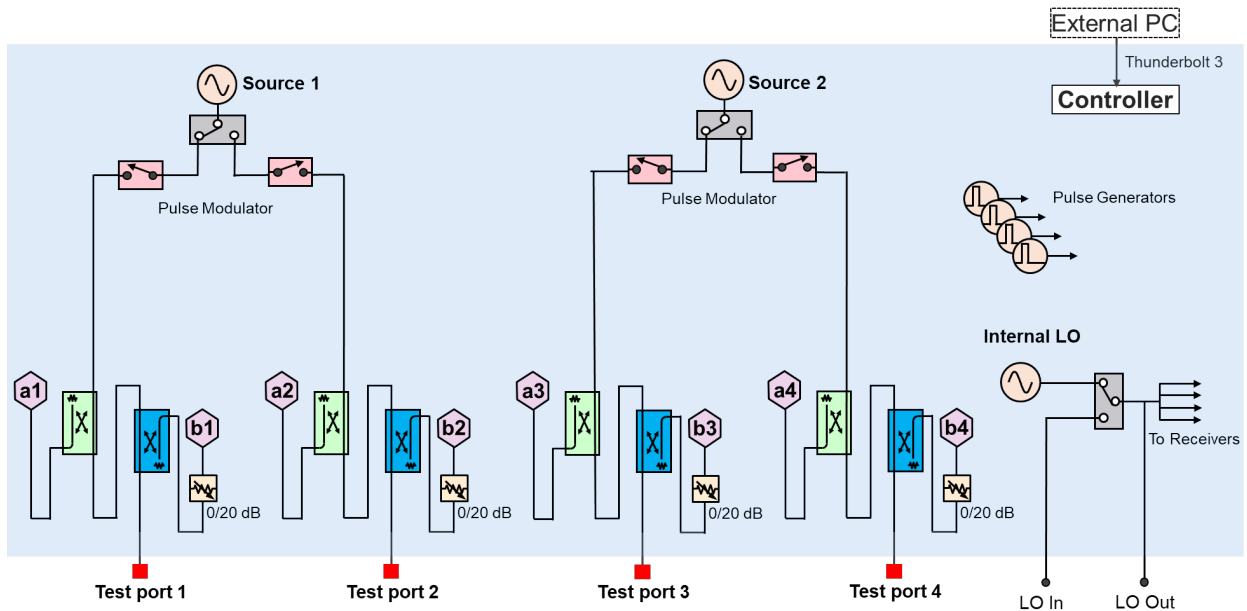 External PC
Thunderbolt 3
Controller
Source 1
Source 2
Pulse Modulator
Pulse Modulator
Pulse Generators
Internal LO
a1
a2
a3
a4
b1
b2
b3
b4
To Receivers
0/20 dB
0/20 dB
0/20 dB
0/20 dB
Test port 1
Test port 2
Test port 3
Test port 4
LO In
LO Out